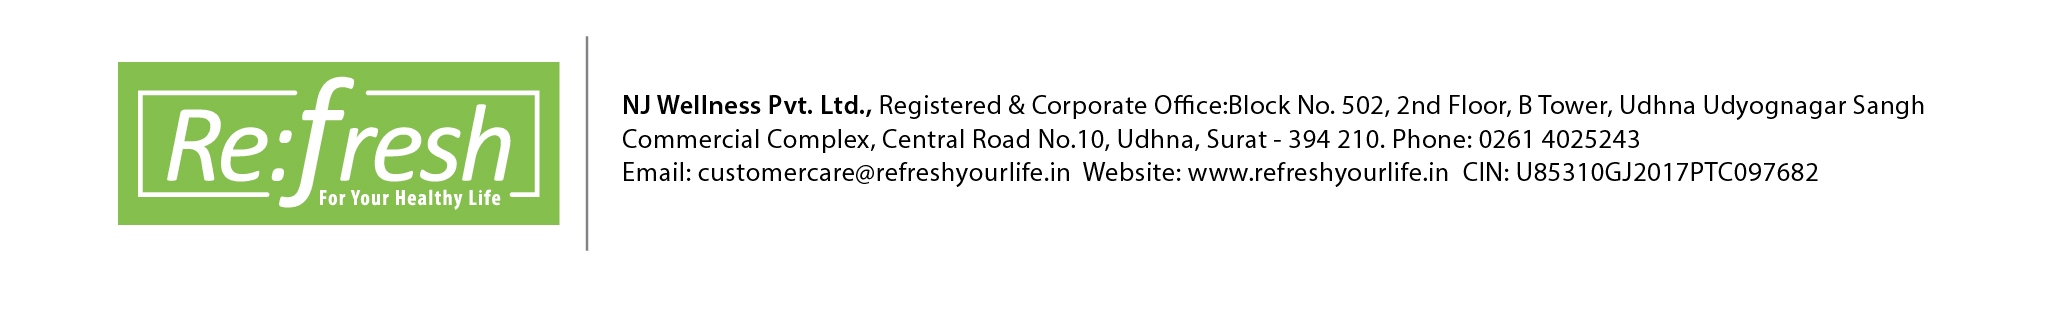 Re:fresh
For Your Healthy Life
NJ Wellness Pvt. Ltd., Registered & Corporate Office:Block No. 502, 2nd Floor, B Tower, Udhna Udyognagar Sangh
Commercial Complex, Central Road No.10, Udhna, Surat - 394 210. Phone: 0261 4025243
Email: customercare@refreshyourlife.in Website: www.refreshyourlife.in CIN: U85310GJ2017PTC097682